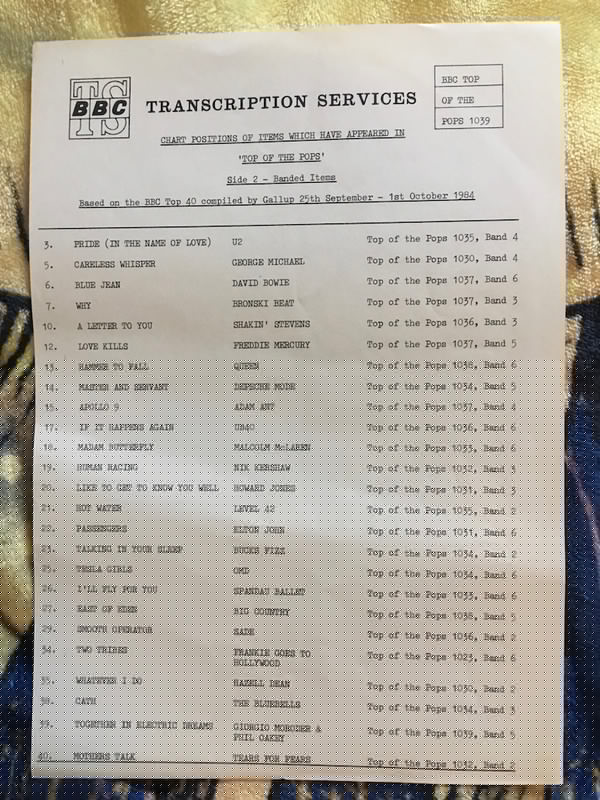 TS
BBC
TRANSCRIPTION SERVICES
BBC TOP
OF THE
POPS 1039
CHART POSITIONS OF ITEMS WHICH HAVE APPEARED IN
'TOP OF THE POPS'
Side 2 - Banded Items
Based on the BBC Top 40 compiled by Gallup 25th September - 1st October 1984
3. PRIDE (IN THE NAME OF LOVE) U2 Top of the Pops 1035, Band 4
5. CARELESS WHISPER GEORGE MICHAEL Top of the Pops 1030, Band 4
6. BLUE JEAN DAVID BOWIE Top of the Pops 1037, Band 6
7. WHY BRONSKI BEAT Top of the Pops 1037, Band 3
10. A LETTER TO YOU SHAKIN' STEVENS Top of the Pops 1036, Band 3
12. LOVE KILLS FREDDIE MERCURY Top of the Pops 1037, Band 5
13. HAMMER TO FALL QUEEN Top of the Pops 1038, Band 6
14. MASTER AND SERVANT DEPECHE MODE Top of the Pops 1034, Band 5
15. APOLLO 9 ADAM ANT Top of the Pops 1037, Band 4
17. IF IT HAPPENS AGAIN UB40 Top of the Pops 1036, Band 6
18. MADAM BUTTERFLY MALCOLM McLAREN Top of the Pops 1033, Band 6
19. HUMAN RACING NIK KERSHAW Top of the Pops 1032, Band 3
20. LIKE TO GET TO KNOW YOU WELL HOWARD JONES Top of the Pops 1031, Band 3
21. HOT WATER LEVEL 42 Top of the Pops 1035, Band 2
22. PASSENGERS ELTON JOHN Top of the Pops 1031, Band 6
23. TALKING IN YOUR SLEEP BUCKS FIZZ Top of the Pops 1034, Band 2
25. TESLA GIRLS OMD Top of the Pops 1034, Band 6
26. I'LL FLY FOR YOU SPANDAU BALLET Top of the Pops 1033, Band 6
27. EAST OF EDEN BIG COUNTRY Top of the Pops 1038, Band 5
29. SMOOTH OPERATOR SADE Top of the Pops 1036, Band 2
34. TWO TRIBES FRANKIE GOES TO Top of the Pops 1023, Band 6
HOLLYWOOD
35. WHATEVER I DO HAZELL DEAN Top of the Pops 1030, Band 2
38. CATH THE BLUEBELLS Top of the Pops 1034, Band 3
39. TOGETHER IN ELECTRIC DREAMS GIORGIO MORODER & Top of the Pops 1039, Band 5
PHIL OAKEY
40. MOTHERS TALK TEARS FOR FEARS Top of the Pops 1032, Band 2